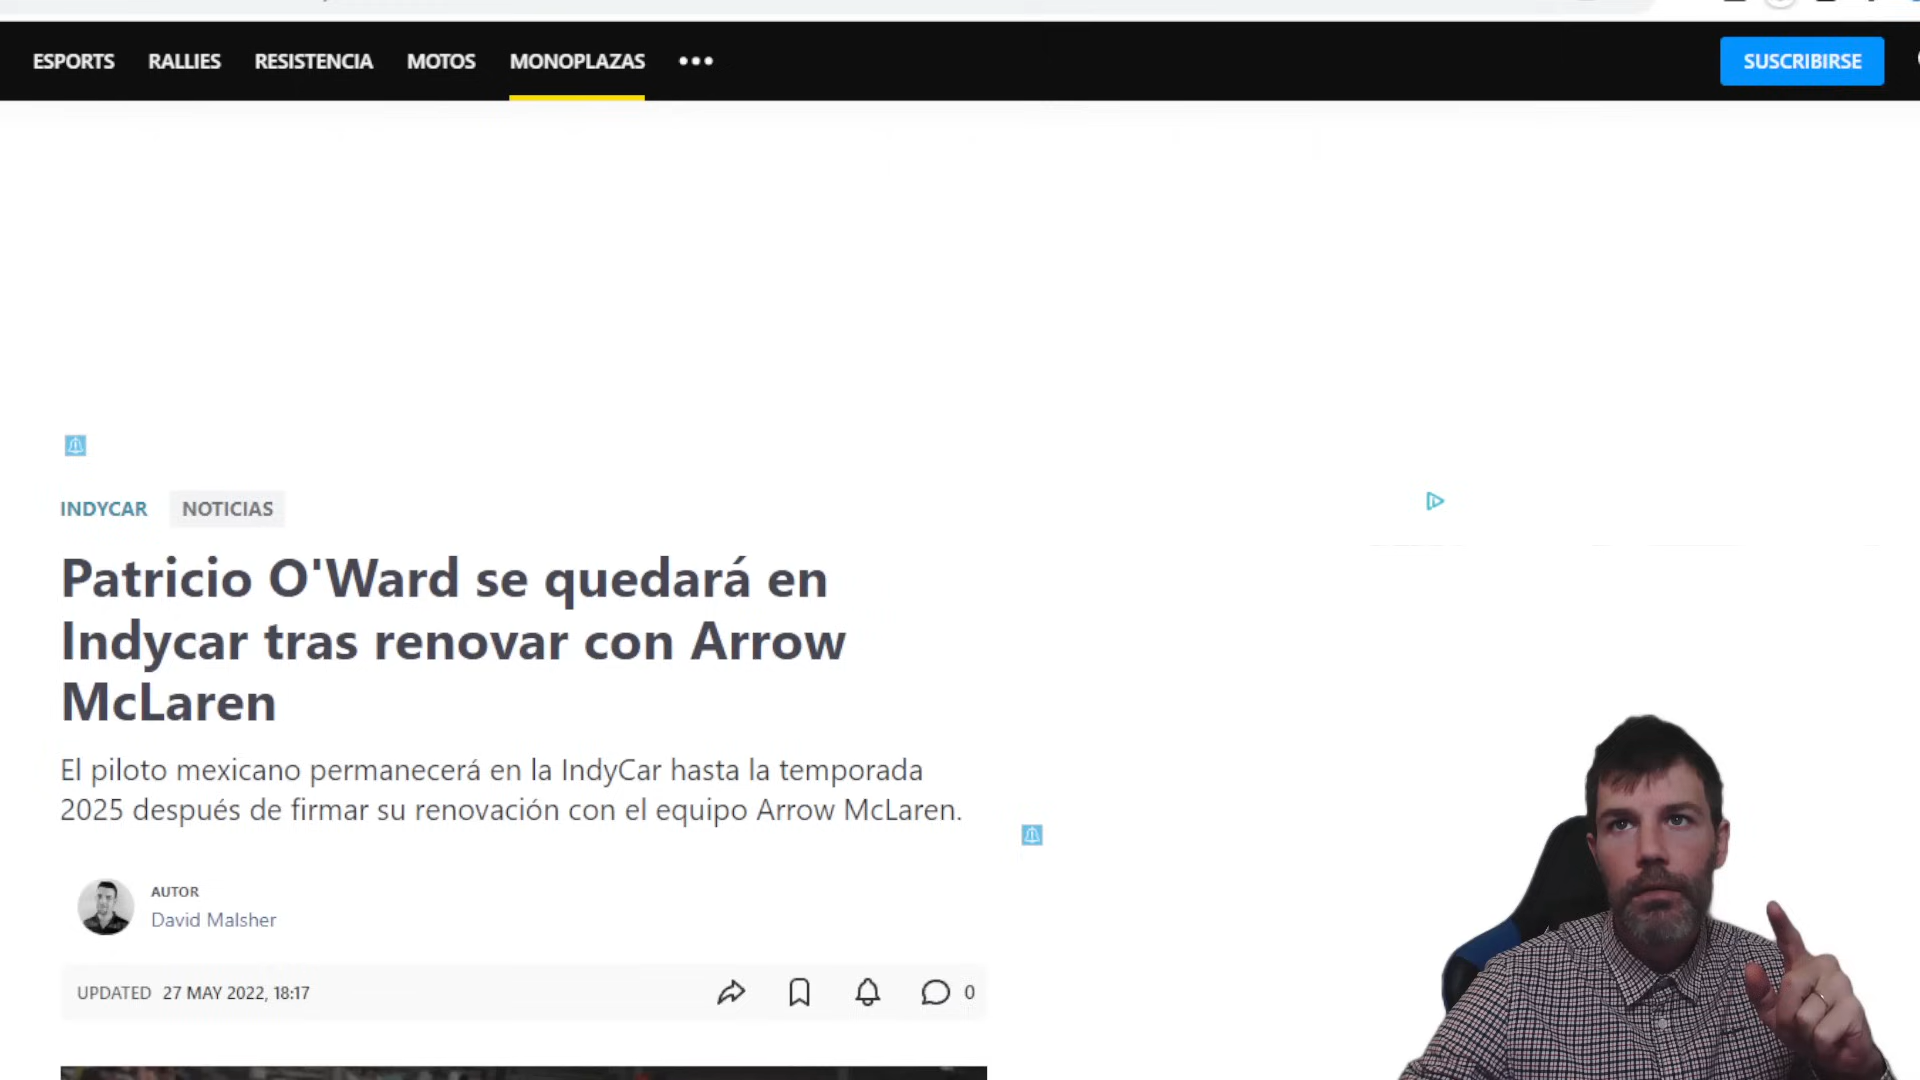 ESPORTS RALLIES RESISTENCIA MOTOS MONOPLAZAS SUSCRIBIRSE
INDYCAR NOTICIAS
Patricio O'Ward se quedará en
Indycar tras renovar con Arrow
McLaren
El piloto mexicano permanecerá en la IndyCar hasta la temporada
2025 después de firmar su renovación con el equipo Arrow McLaren.
AUTOR
David Malsher
UPDATED 27 MAY 2022, 18:17 0